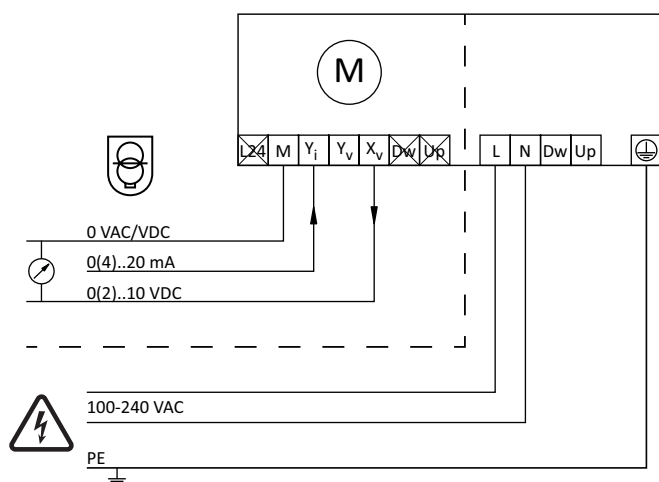 M
L24 M Yi Yv Xv Dw Up L N Dw Up
0 VAC/VDC
0(4)..20 mA
0(2)..10 VDC
100-240 VAC
PE